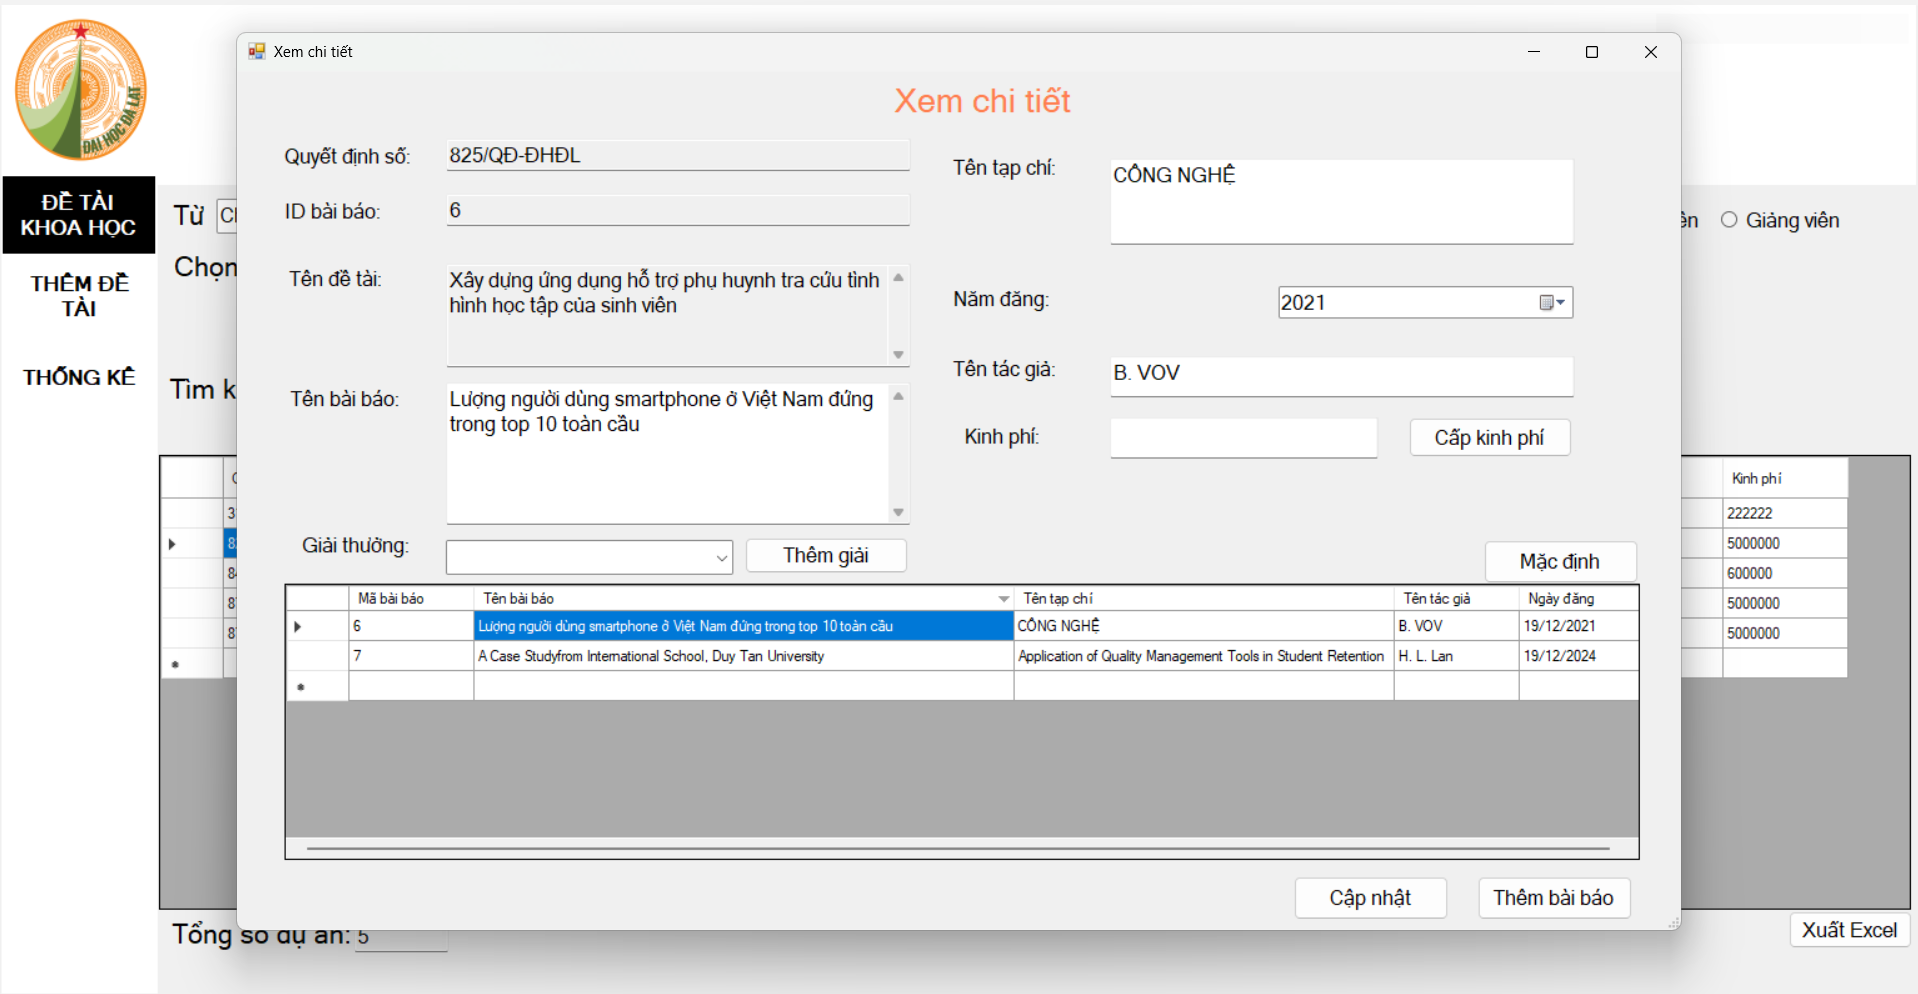 Xem chi tiết
Xem chi tiết
Quyết định số:
825/QĐ-ĐHĐL
ID bài báo:
6
Tên đề tài:
Xây dựng ứng dụng hỗ trợ phụ huynh tra cứu tình
hình học tập của sinh viên
Tên bài báo:
Lượng người dùng smartphone ở Việt Nam đứng
trong top 10 toàn cầu
Giải thưởng:
Thêm giải
Tên tạp chí:
CÔNG NGHỆ
Năm đăng:
2021
Tên tác giả:
B. VOV
Kinh phí:
Cấp kinh phí
Mặc định
Mã bài báo Tên bài báo Tên tạp chí Tên tác giả Ngày đăng
6 Lượng người dùng smartphone ở Việt Nam đứng trong top 10 toàn cầu CÔNG NGHỆ B. VOV 19/12/2021
7 A Case Studyfrom International School, Duy Tan University Application of Quality Management Tools in Student Retention H. L. Lan 19/12/2024
Cập nhật
Thêm bài báo
ĐẠI HỌC ĐÀ LẠT
ĐỀ TÀI
KHOA HỌC
THÊM ĐỀ
TÀI
THỐNG KÊ
Từ
Chọn
Tìm k
Giảng viên
Kinh phí
222222
5000000
600000
5000000
5000000
Tổng số dự án: 5
Xuất Excel